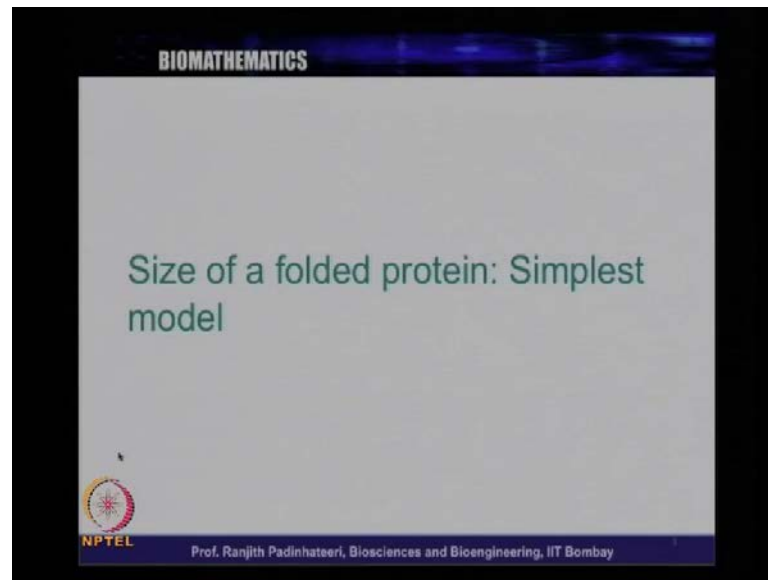 BIOMATHEMATICS
Size of a folded protein: Simplest
model
NPTEL
Prof. Ranjith Padinhateeri, Biosciences and Bioengineering, IIT Bombay